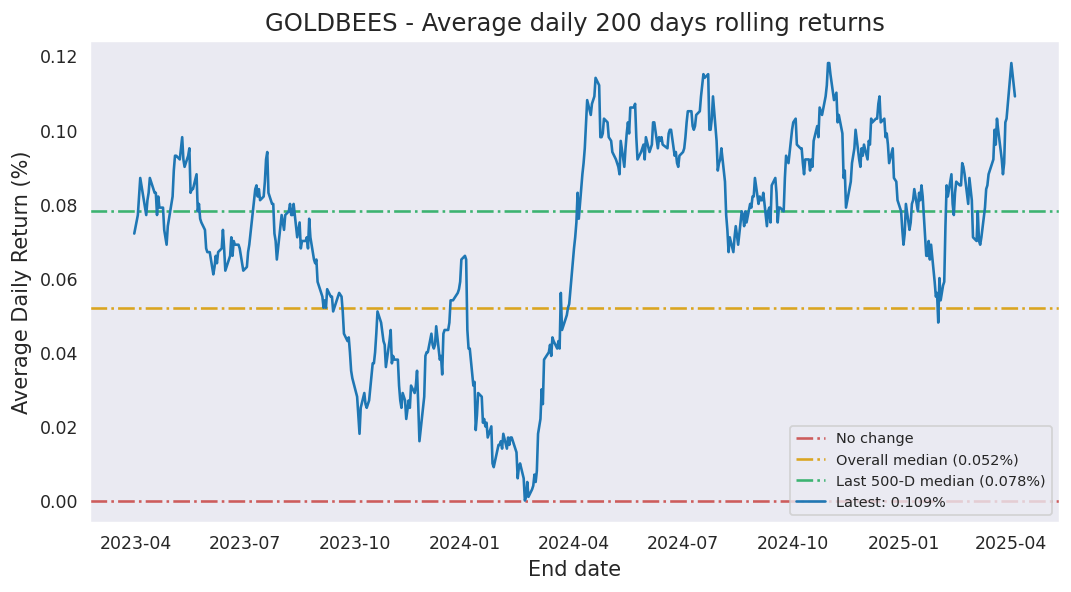 GOLDBEES - Average daily 200 days rolling returns
Average Daily Return (%)
0.12
0.10
0.08
0.06
0.04
0.02
0.00
No change
Overall median (0.052%)
Last 500-D median (0.078%)
Latest: 0.109%
2023-04 2023-07 2023-10 2024-01 2024-04 2024-07 2024-10 2025-01 2025-04
End date